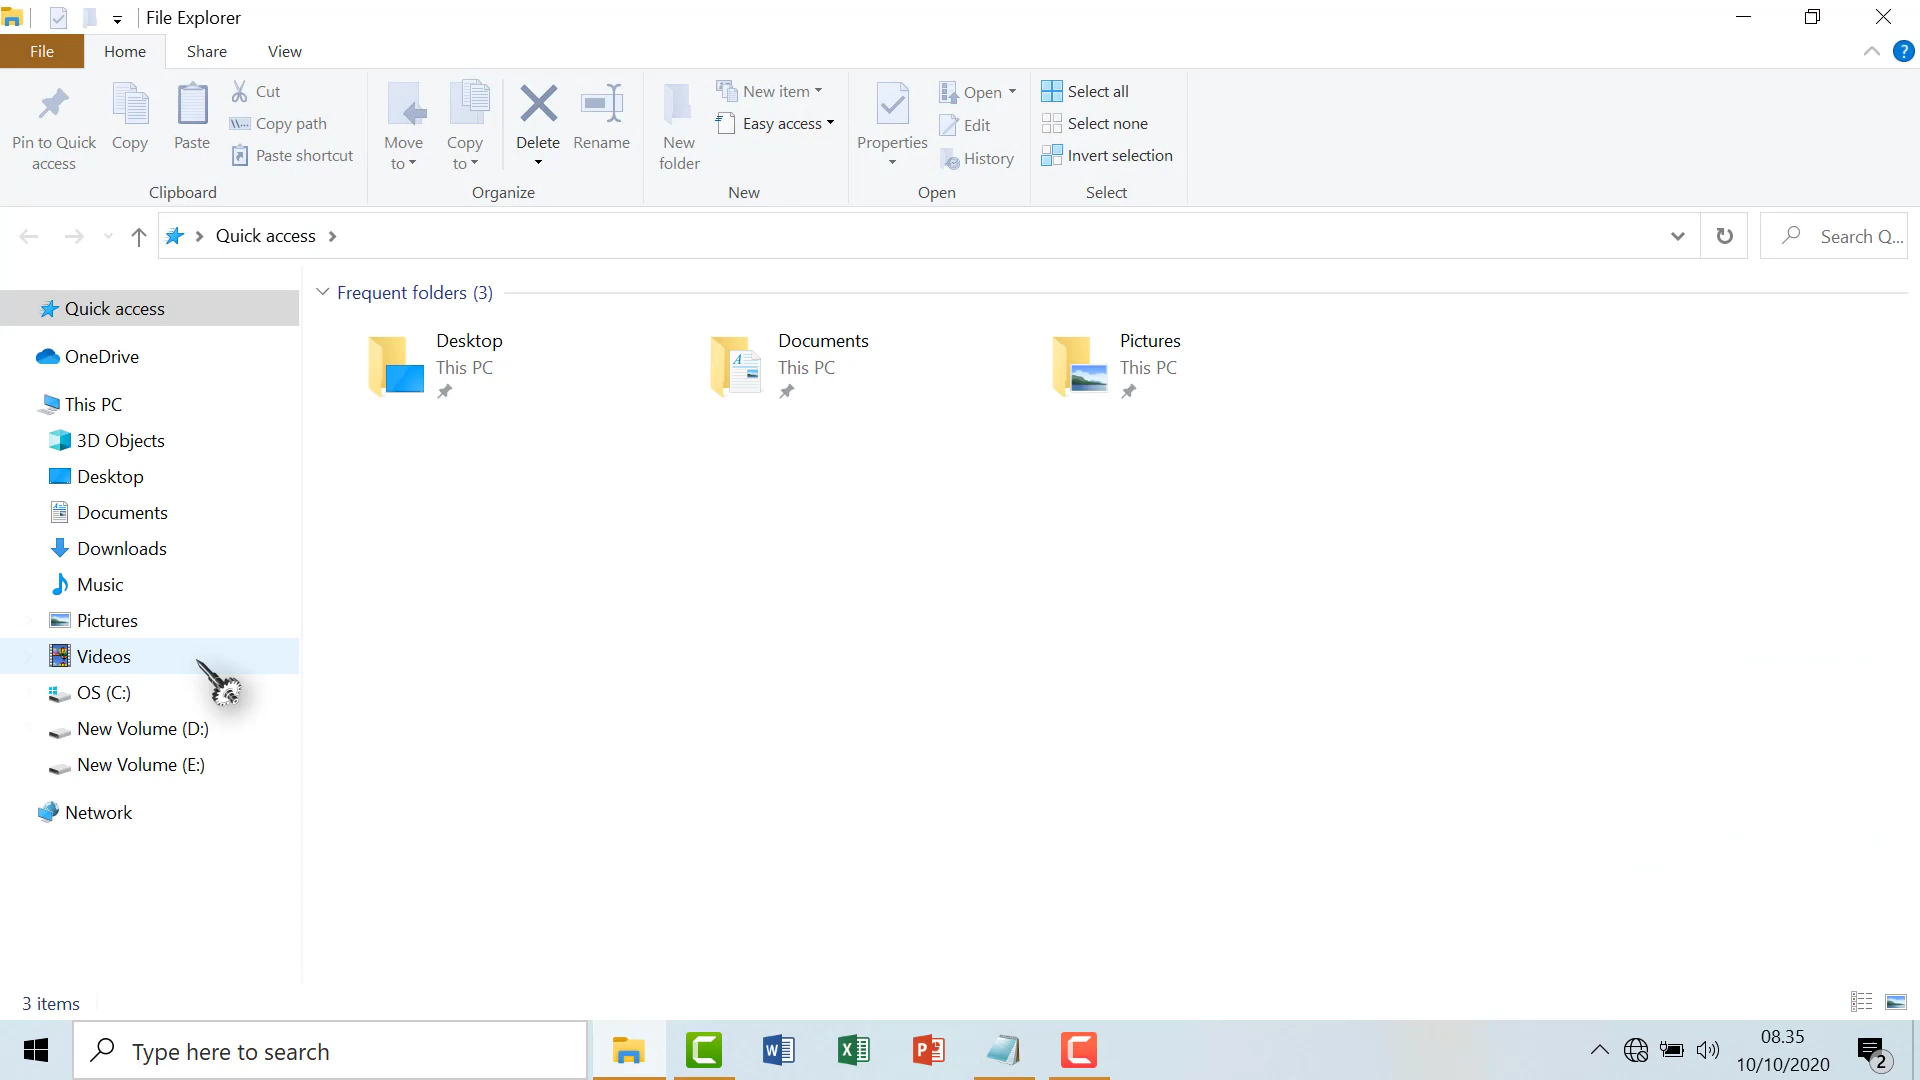 File Explorer
File
Home
Share
View
Pin to Quick
access
Copy
Paste
Cut
Copy path
Paste shortcut
Clipboard
Move
to
Copy
to
Delete
Rename
Organize
New
folder
New item
Easy access
New
Properties
Open
Edit
History
Open
Select all
Select none
Invert selection
Select
Quick access
Search Q...
Quick access
OneDrive
This PC
3D Objects
Desktop
Documents
Downloads
Music
Pictures
Videos
OS (C:)
New Volume (D:)
New Volume (E:)
Network
Frequent folders (3)
Desktop
This PC
Documents
This PC
Pictures
This PC
3 items
Type here to search
08.35
10/10/2020
2